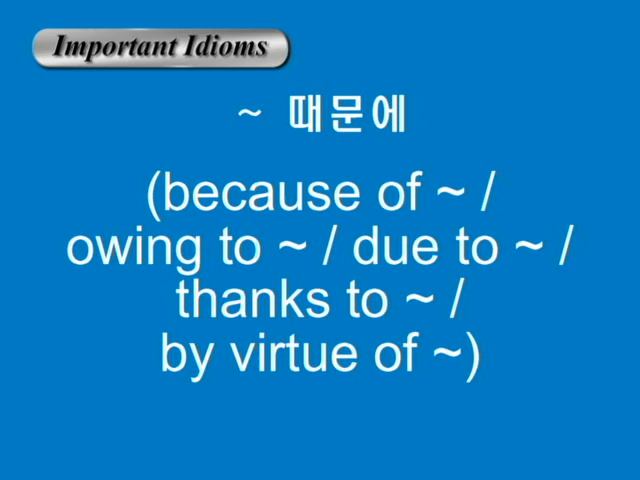 Important Idioms
~ 때문에
(because of ~ /
owing to ~ / due to ~ /
thanks to ~ /
by virtue of ~)